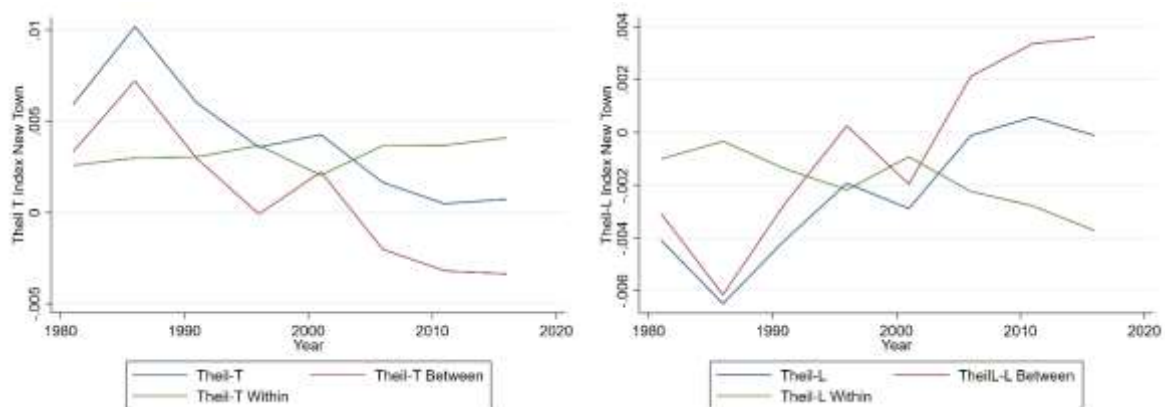 Theil T Index New Town
.01
.005
0
-.005
1980
1990
2000
2010
2020
Year
Theil-T
Theil-T Between
Theil-T Within
Theil-L Index New Town
.004
.002
0
-.002
-.004
-.006
1980
1990
2000
2010
2020
Year
Theil-L
TheilL-L Between
Theil-L Within